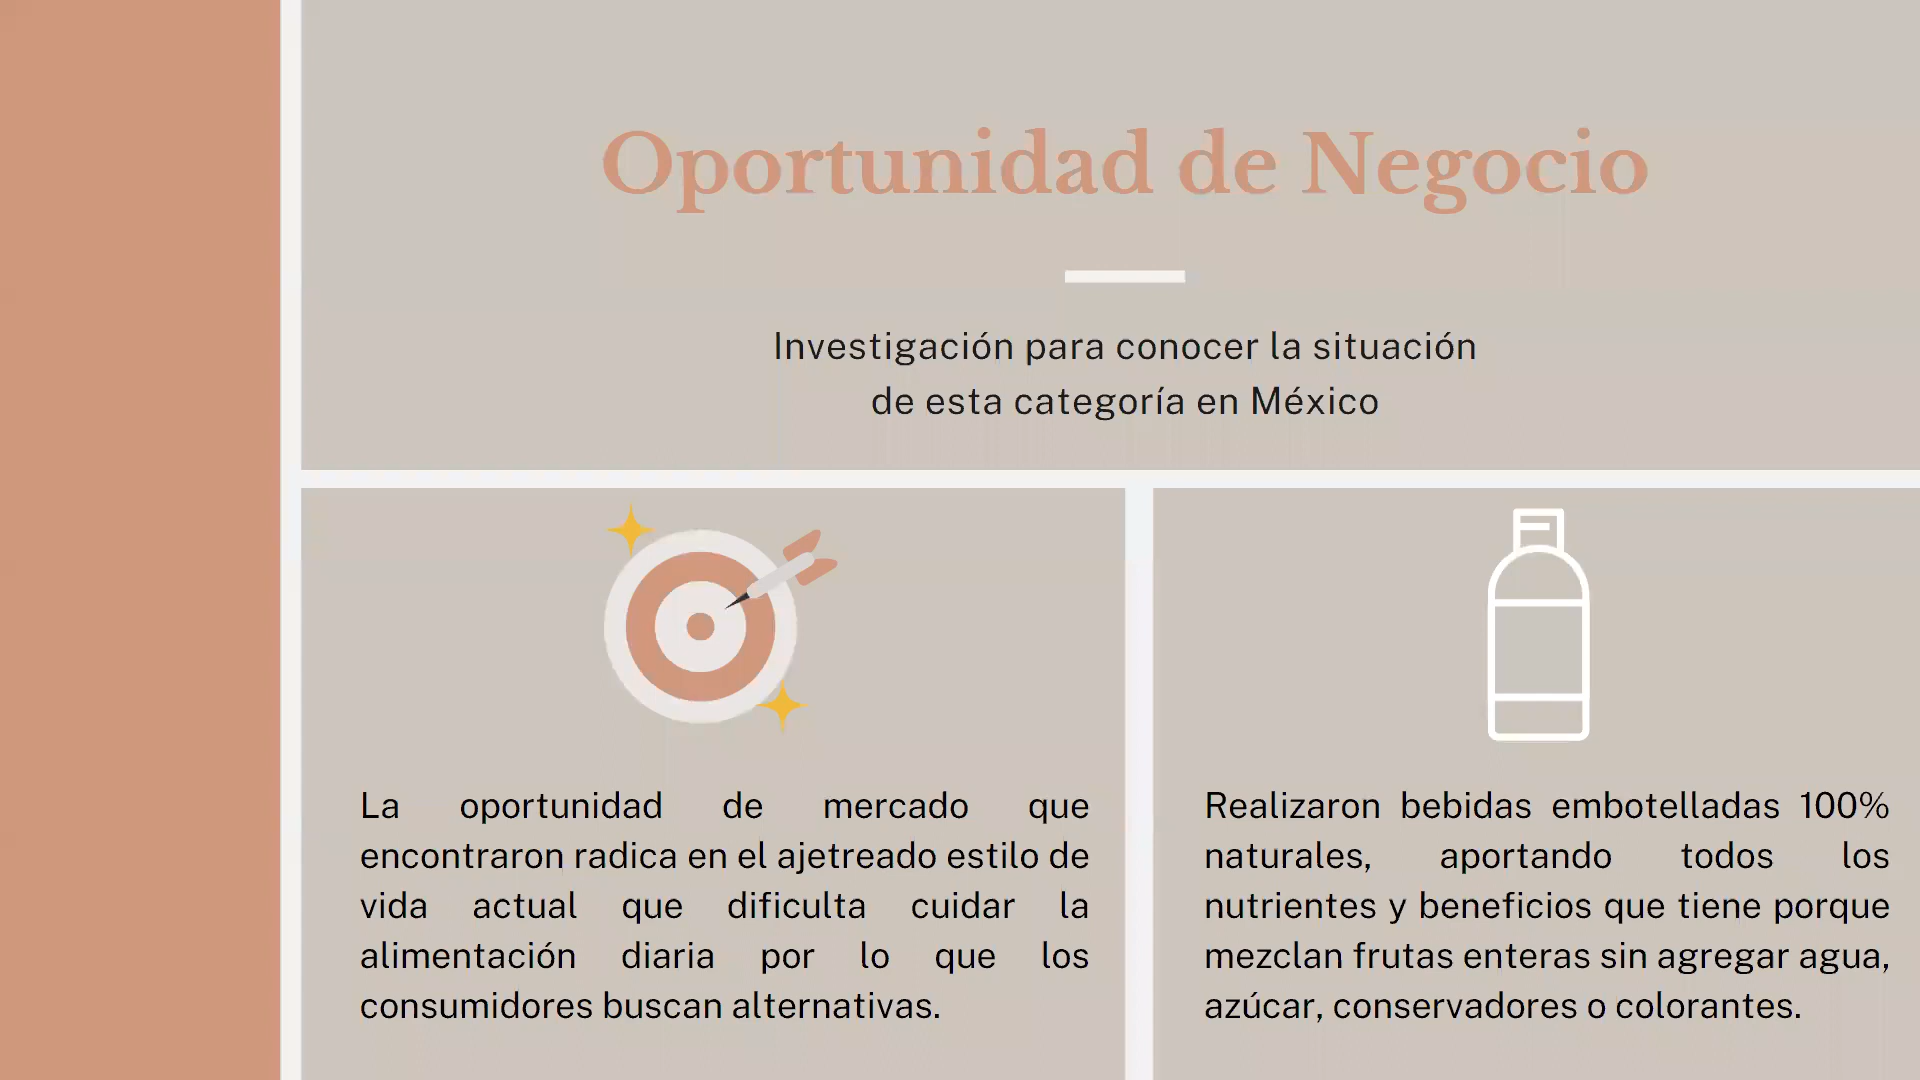 Oportunidad de Negocio
Investigación para conocer la situación
de esta categoría en México
La oportunidad de mercado que
encontraron radica en el ajetreado estilo de
vida actual que dificulta cuidar la
alimentación diaria por lo que los
consumidores buscan alternativas.
Realizaron bebidas embotelladas 100%
naturales, aportando todos los
nutrientes y beneficios que tiene porque
mezclan frutas enteras sin agregar agua,
azúcar, conservadores o colorantes.